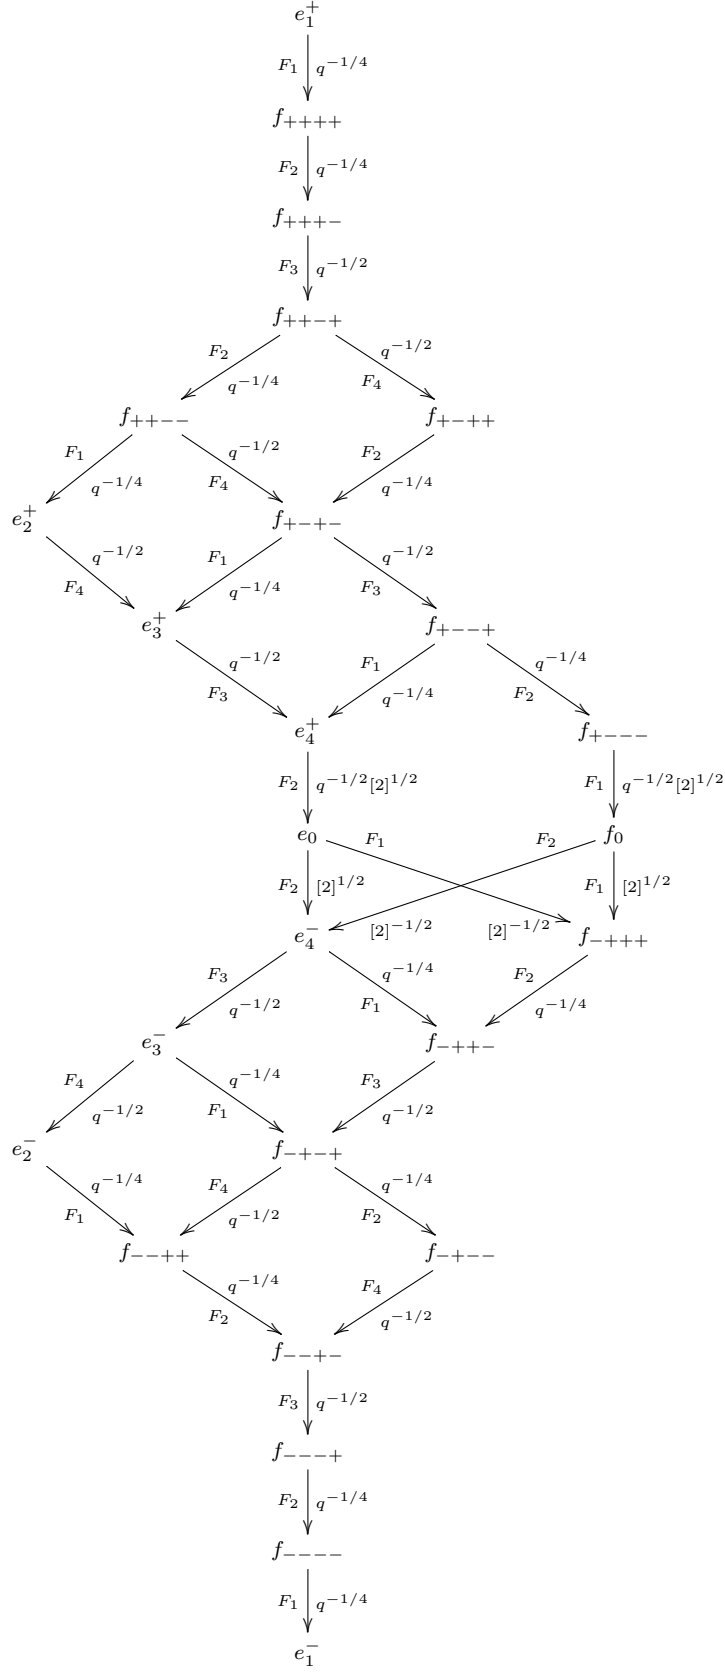 e_1^+
F_1 q^{-1/4}
f_{++++}
F_2 q^{-1/4}
f_{+++-}
F_3 q^{-1/2}
f_{++-+}
F_2 q^{-1/2}
q^{-1/4} F_4
f_{++--} f_{+-++}
F_1 q^{-1/2} F_2
q^{-1/4} F_4 q^{-1/4}
e_2^+ f_{+-+-}
q^{-1/2} F_1 q^{-1/2}
F_4 q^{-1/4} F_3
e_3^+ f_{+--+}
q^{-1/2} F_1 q^{-1/4}
F_3 q^{-1/4} F_2
e_4^+ f_{+---}
F_2 q^{-1/2}[2]^{1/2} F_1 q^{-1/2}[2]^{1/2}
e_0 f_0
F_1 F_2
F_2 [2]^{1/2} F_1 [2]^{1/2}
[2]^{-1/2} [2]^{-1/2}
e_4^- f_{-+++}
F_3 q^{-1/4} F_2
q^{-1/2} F_1 q^{-1/4}
e_3^- f_{-++-}
F_4 q^{-1/4} F_3
q^{-1/2} F_1 q^{-1/2}
e_2^- f_{-+-+}
q^{-1/4} F_4 q^{-1/4}
F_1 q^{-1/2} F_2
f_{--++} f_{-+--}
q^{-1/4} F_4
F_2 q^{-1/2}
f_{--+-}
F_3 q^{-1/2}
f_{---+}
F_2 q^{-1/4}
f_{----}
F_1 q^{-1/4}
e_1^-